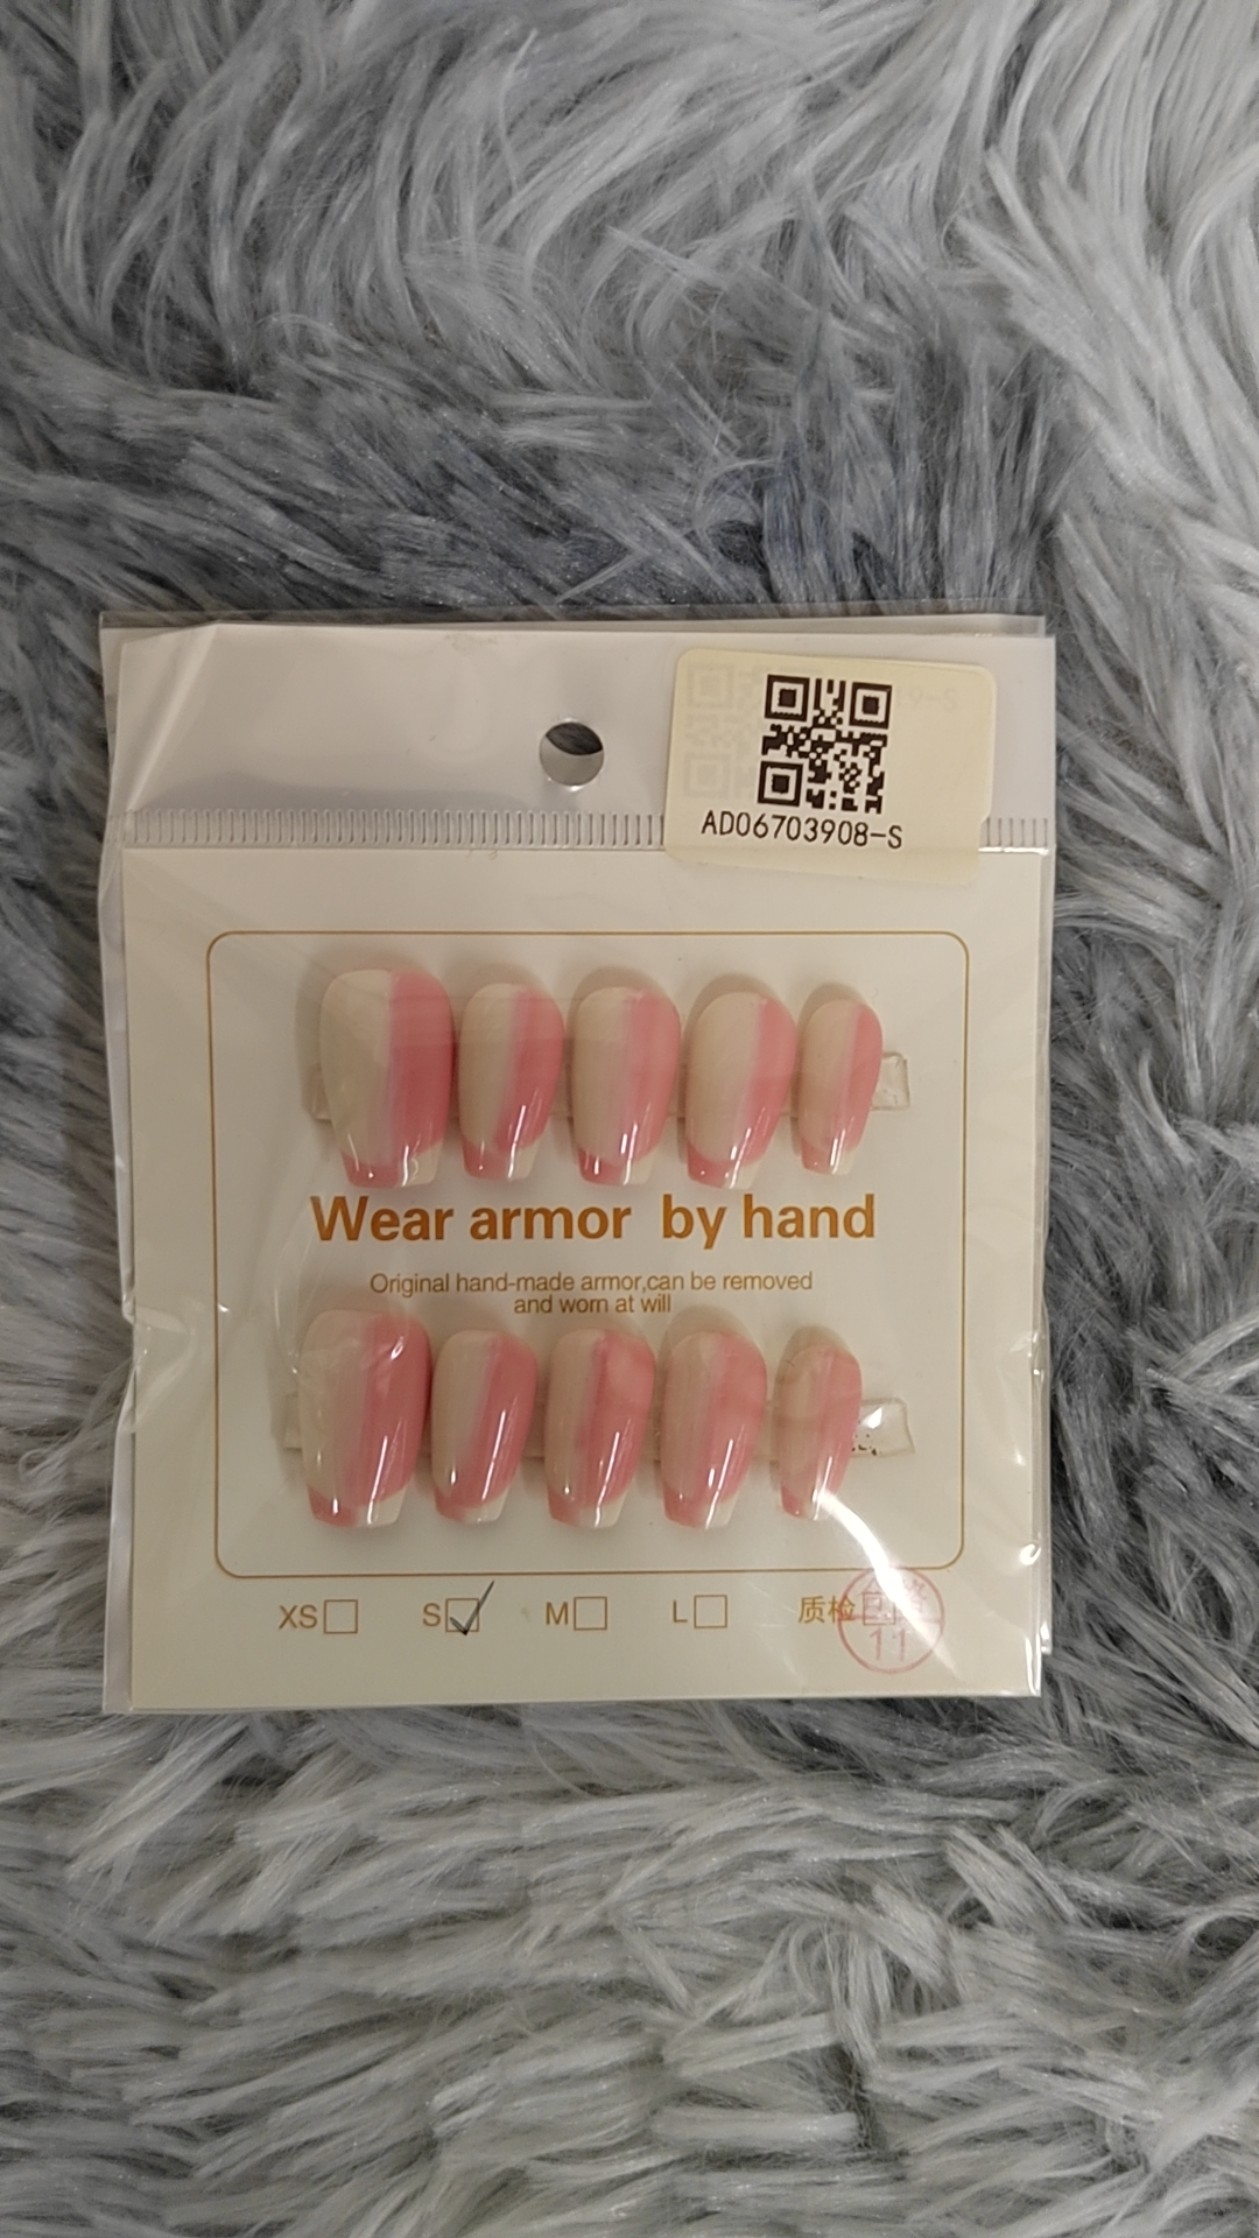 AD06703908-S
Wear armor by hand
Original hand-made armor,can be removed
and worn at will
XS S M L 质检
11